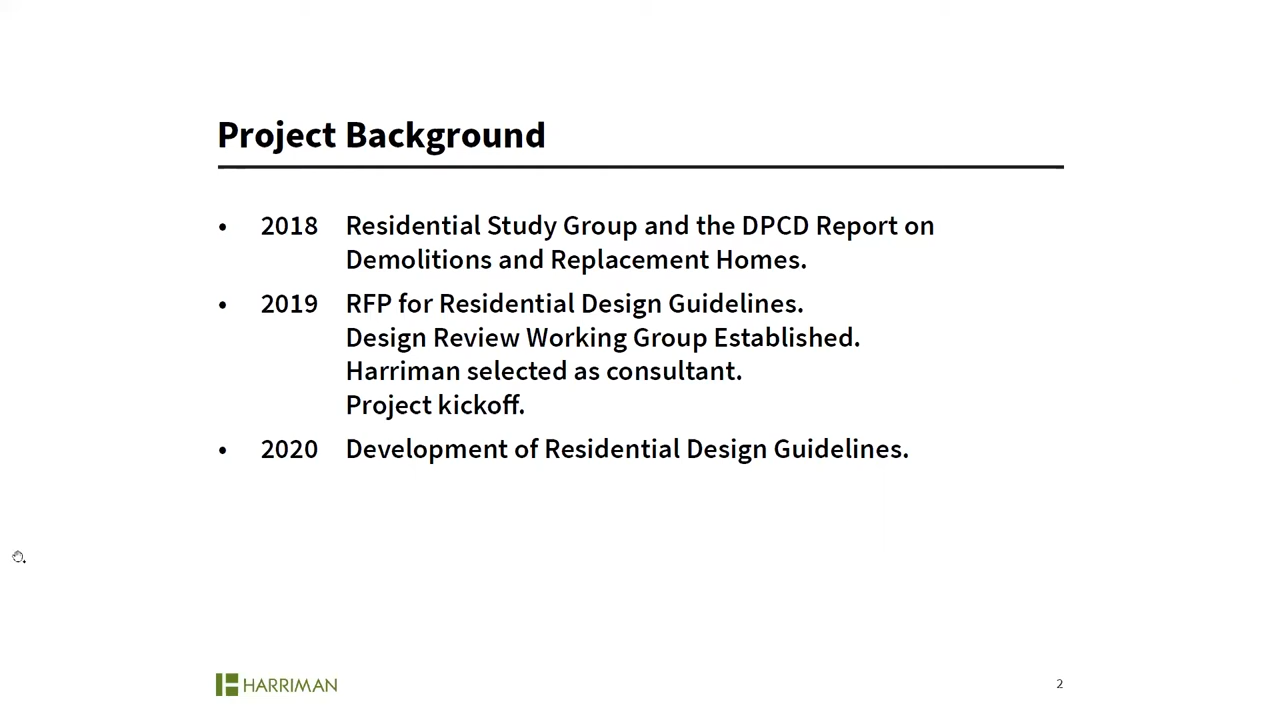 Project Background
• 2018 Residential Study Group and the DPCD Report on
Demolitions and Replacement Homes.
• 2019 RFP for Residential Design Guidelines.
Design Review Working Group Established.
Harriman selected as consultant.
Project kickoff.
• 2020 Development of Residential Design Guidelines.
HARRIMAN
2